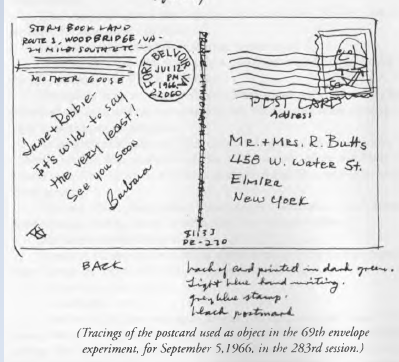 STORY BOOK LAND
ROUTE 1, WOODBRIDGE, VA-
24 MILES SOUTH ETC
MOTHER GOOSE
FORT BELVOIR VA
JUL 12
PM
1966
22060
Jane + Robbie -
It's wild - to say
the very least!
See you soon
Barbara
5¢
POST CARD
Address
Mr. + Mrs. R. Butts
458 W. Water St.
Elmira
New York
DR-230
BACK
back of card printed in dark green.
Light blue hand writing.
grey blue stamp.
black postmark
(Tracings of the postcard used as object in the 69th envelope
experiment, for September 5,1966, in the 283rd session.)